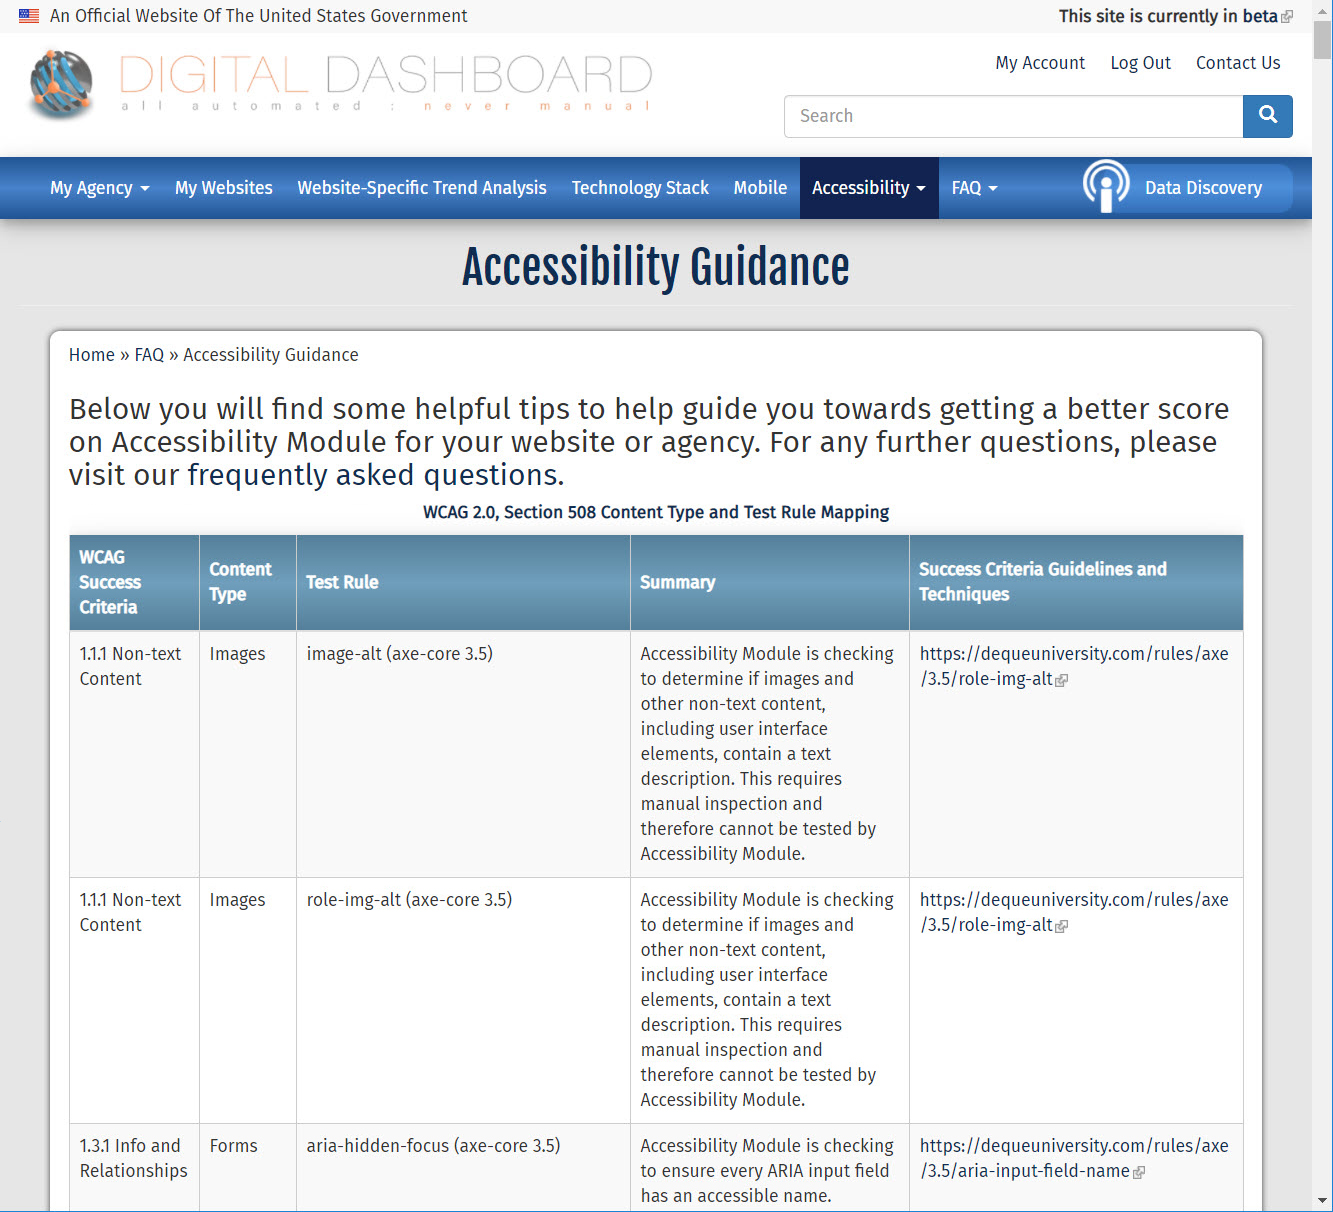 An Official Website Of The United States Government
This site is currently in beta
DIGITAL DASHBOARD
all automated : never manual
My Account Log Out Contact Us
Search
My Agency My Websites Website-Specific Trend Analysis Technology Stack Mobile Accessibility FAQ Data Discovery
Accessibility Guidance
Home » FAQ » Accessibility Guidance
Below you will find some helpful tips to help guide you towards getting a better score
on Accessibility Module for your website or agency. For any further questions, please
visit our frequently asked questions.
WCAG 2.0, Section 508 Content Type and Test Rule Mapping
WCAG
Success
Criteria
Content
Type
Test Rule
Summary
Success Criteria Guidelines and
Techniques
1.1.1 Non-text
Content
Images
image-alt (axe-core 3.5)
Accessibility Module is checking
to determine if images and
other non-text content,
including user interface
elements, contain a text
description. This requires
manual inspection and
therefore cannot be tested by
Accessibility Module.
https://dequeuniversity.com/rules/axe
/3.5/role-img-alt
1.1.1 Non-text
Content
Images
role-img-alt (axe-core 3.5)
Accessibility Module is checking
to determine if images and
other non-text content,
including user interface
elements, contain a text
description. This requires
manual inspection and
therefore cannot be tested by
Accessibility Module.
https://dequeuniversity.com/rules/axe
/3.5/role-img-alt
1.3.1 Info and
Relationships
Forms
aria-hidden-focus (axe-core 3.5)
Accessibility Module is checking
to ensure every ARIA input field
has an accessible name.
https://dequeuniversity.com/rules/axe
/3.5/aria-input-field-name